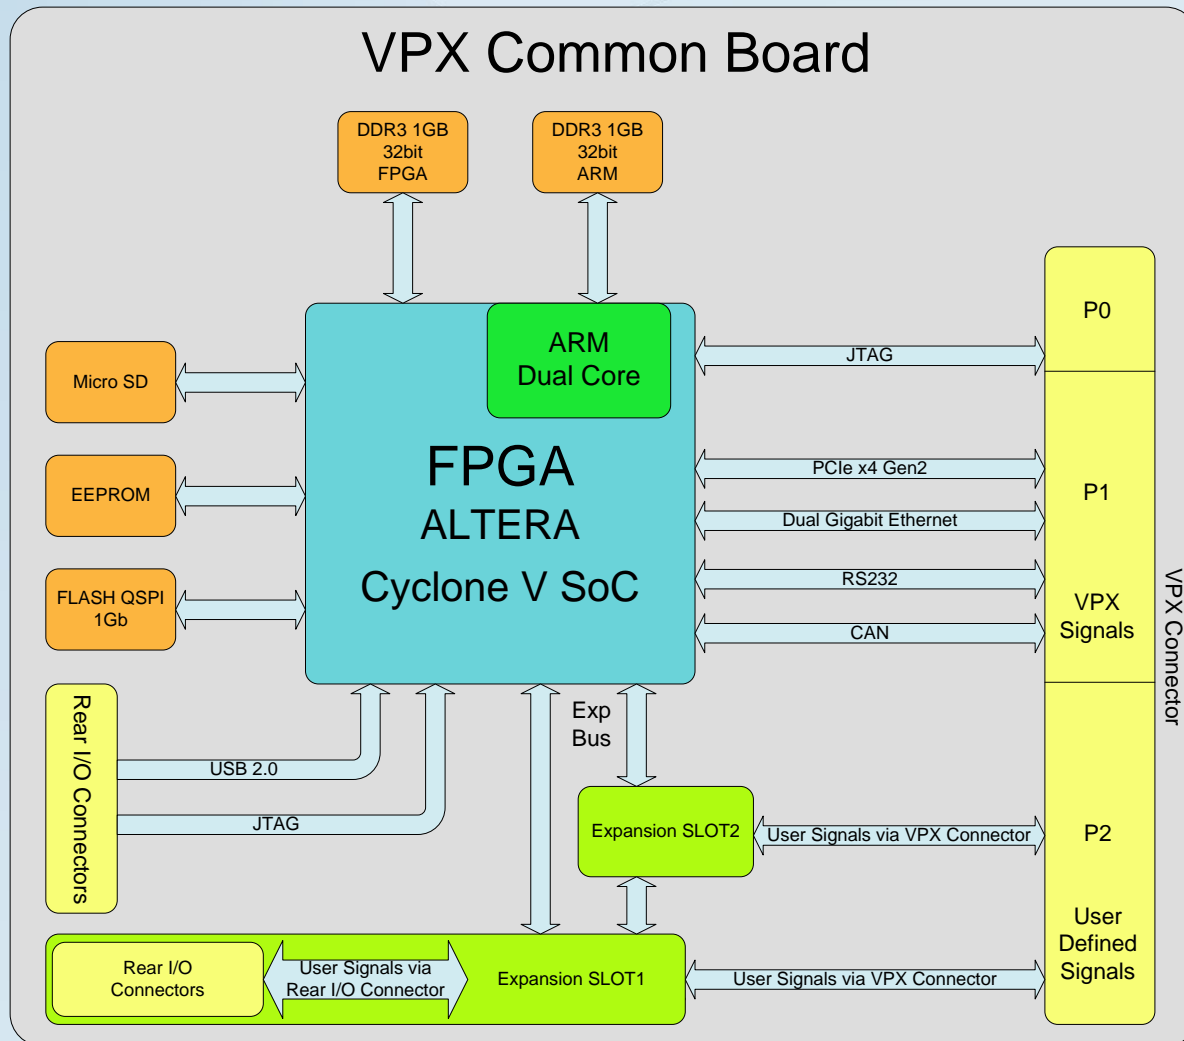 VPX Common Board
DDR3 1GB
32bit
FPGA
DDR3 1GB
32bit
ARM
ARM
Dual Core
P0
JTAG
Micro SD
FPGA
ALTERA
Cyclone V SoC
PCIe x4 Gen2
P1
EEPROM
Dual Gigabit Ethernet
FLASH QSPI
1Gb
RS232
VPX
Signals
CAN
VPX Connector
Rear I/O Connectors
Exp
Bus
USB 2.0
JTAG
Expansion SLOT2
User Signals via VPX Connector
P2
User
Defined
Signals
Rear I/O
Connectors
User Signals via
Rear I/O Connector
Expansion SLOT1
User Signals via VPX Connector